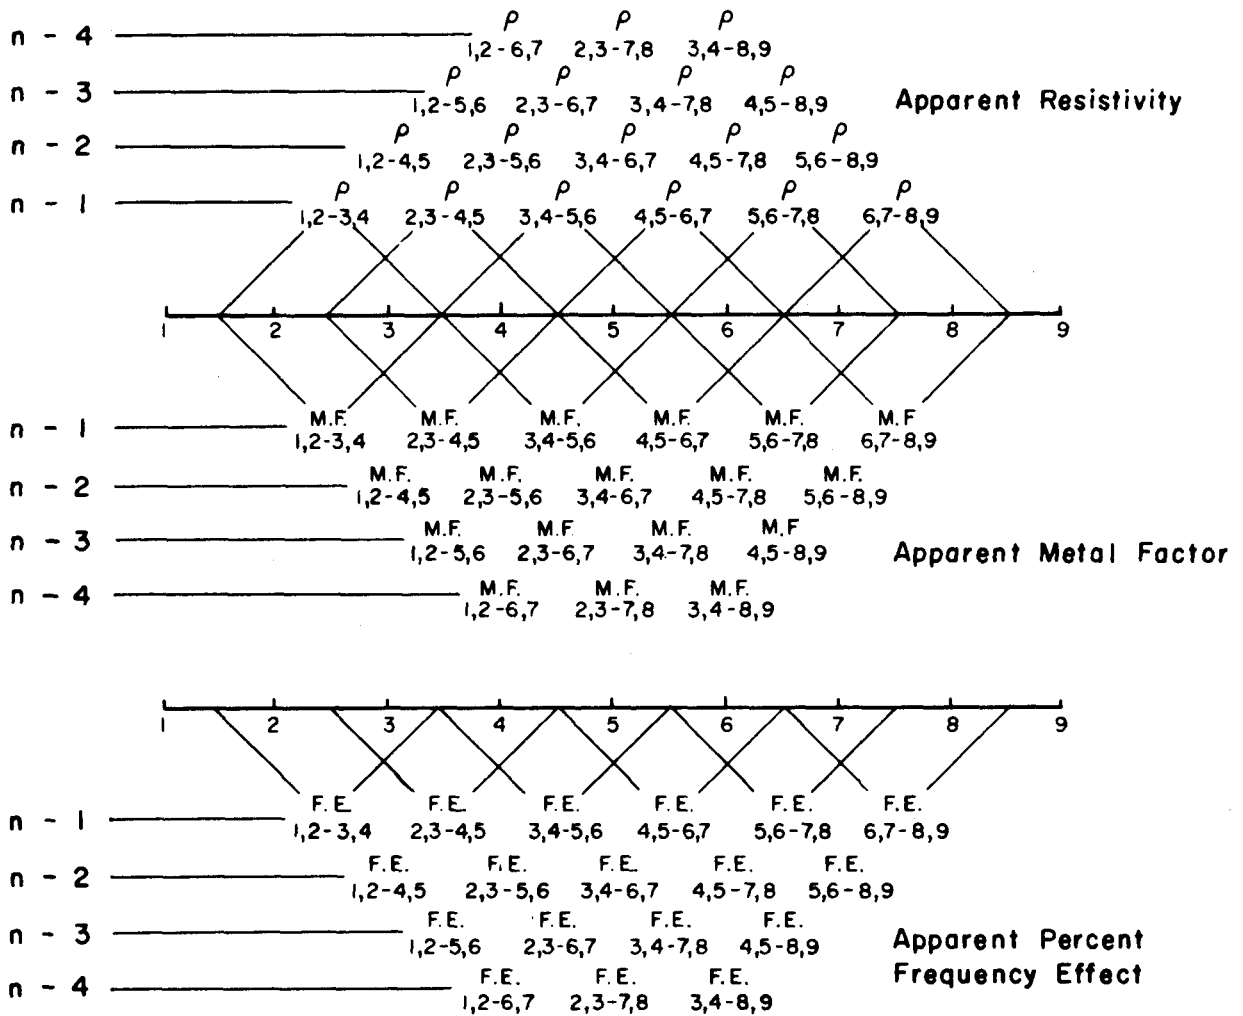 ρ ρ ρ
n - 4 1,2-6,7 2,3-7,8 3,4-8,9
ρ ρ ρ ρ
n - 3 1,2-5,6 2,3-6,7 3,4-7,8 4,5-8,9 Apparent Resistivity
ρ ρ ρ ρ ρ
n - 2 1,2-4,5 2,3-5,6 3,4-6,7 4,5-7,8 5,6-8,9
ρ ρ ρ ρ ρ ρ
n - 1 1,2-3,4 2,3-4,5 3,4-5,6 4,5-6,7 5,6-7,8 6,7-8,9
1 2 3 4 5 6 7 8 9
M.F. M.F. M.F. M.F. M.F. M.F
n - 1 1,2-3,4 2,3-4,5 3,4-5,6 4,5-6,7 5,6-7,8 6,7-8,9
M.F. M.F. M.F. M.F. M.F.
n - 2 1,2-4,5 2,3-5,6 3,4-6,7 4,5-7,8 5,6-8,9
M.F. M.F. M.F. M.F
n - 3 1,2-5,6 2,3-6,7 3,4-7,8 4,5-8,9 Apparent Metal Factor
M.F. M.F. M.F.
n - 4 1,2-6,7 2,3-7,8 3,4-8,9
1 2 3 4 5 6 7 8 9
F.E. F.E. F.E. F.E. F.E. F.E.
n - 1 1,2-3,4 2,3-4,5 3,4-5,6 4,5-6,7 5,6-7,8 6,7-8,9
F.E. F.E. F.E. F.E. F.E.
n - 2 1,2-4,5 2,3-5,6 3,4-6,7 4,5-7,8 5,6-8,9
F.E. F.E. F.E. F.E.
n - 3 1,2-5,6 2,3-6,7 3,4-7,8 4,5-8,9 Apparent Percent
Frequency Effect
F.E. F.E. F.E.
n - 4 1,2-6,7 2,3-7,8 3,4-8,9